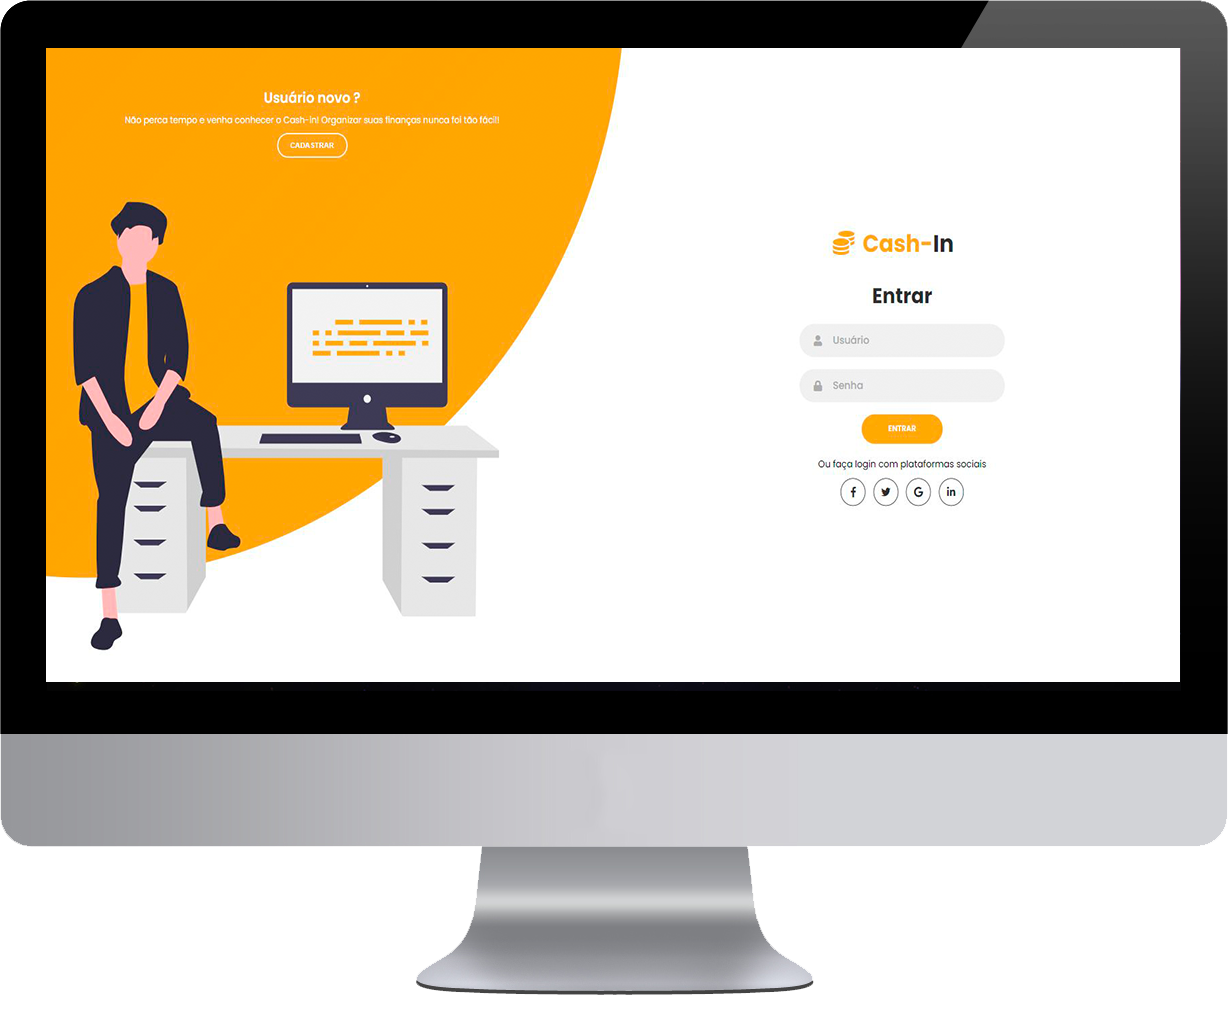 Usuário novo ?
Não perca tempo e venha conhecer o Cash-in! Organizar suas finanças nunca foi tão fácil!
CADASTRAR
Cash-In
Entrar
Usuário
Senha
ENTRAR
Ou faça login com plataformas sociais